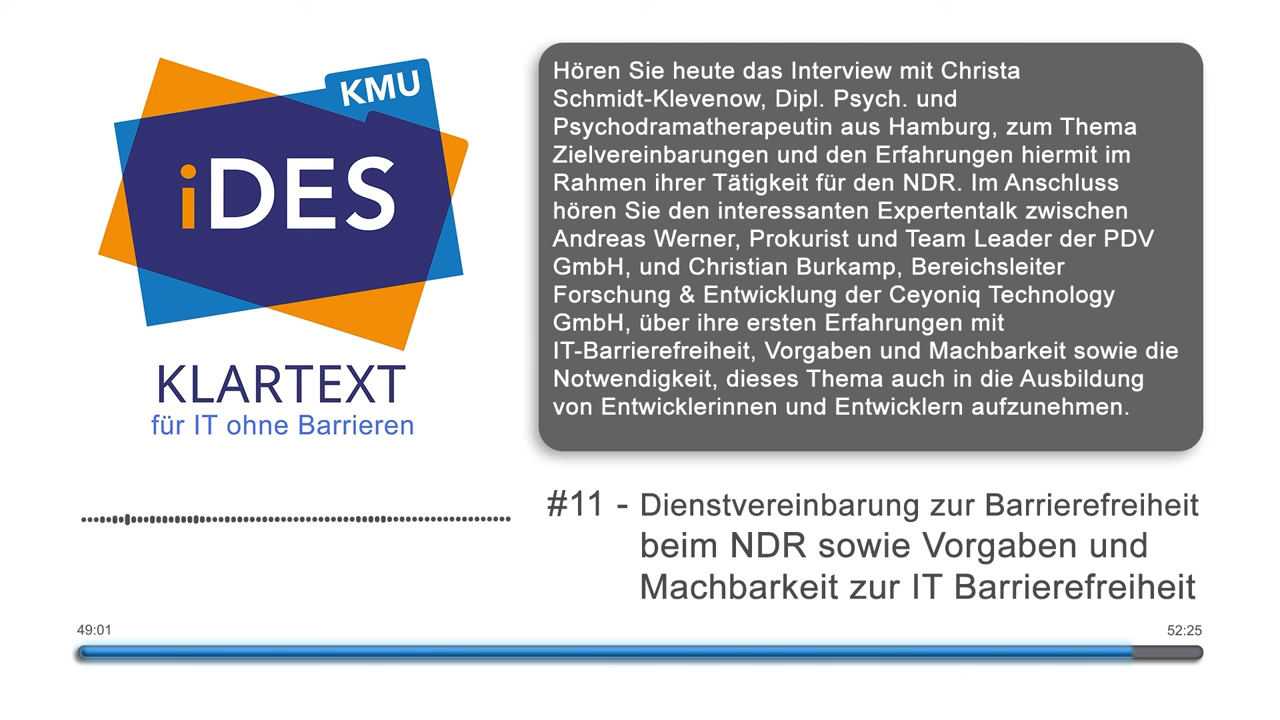 KMU
iDES
KLARTEXT
für IT ohne Barrieren
Hören Sie heute das Interview mit Christa
Schmidt-Klevenow, Dipl. Psych. und
Psychodramatherapeutin aus Hamburg, zum Thema
Zielvereinbarungen und den Erfahrungen hiermit im
Rahmen ihrer Tätigkeit für den NDR. Im Anschluss
hören Sie den interessanten Expertentalk zwischen
Andreas Werner, Prokurist und Team Leader der PDV
GmbH, und Christian Burkamp, Bereichsleiter
Forschung & Entwicklung der Ceyoniq Technology
GmbH, über ihre ersten Erfahrungen mit
IT-Barrierefreiheit, Vorgaben und Machbarkeit sowie die
Notwendigkeit, dieses Thema auch in die Ausbildung
von Entwicklerinnen und Entwicklern aufzunehmen.
#11 - Dienstvereinbarung zur Barrierefreiheit
beim NDR sowie Vorgaben und
Machbarkeit zur IT Barrierefreiheit
49:01
52:25